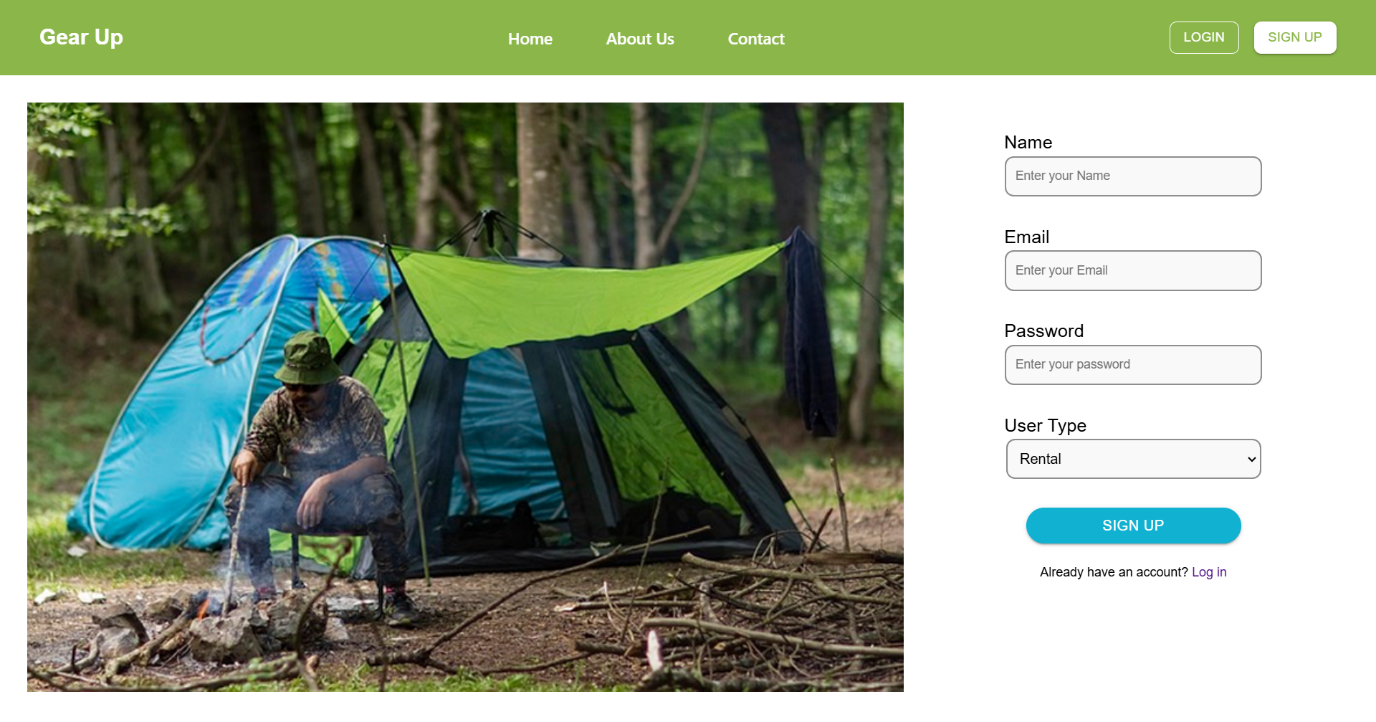 Gear Up
Home
About Us
Contact
LOGIN
SIGN UP
Name
Enter your Name
Email
Enter your Email
Password
Enter your password
User Type
Rental
SIGN UP
Already have an account? Log in